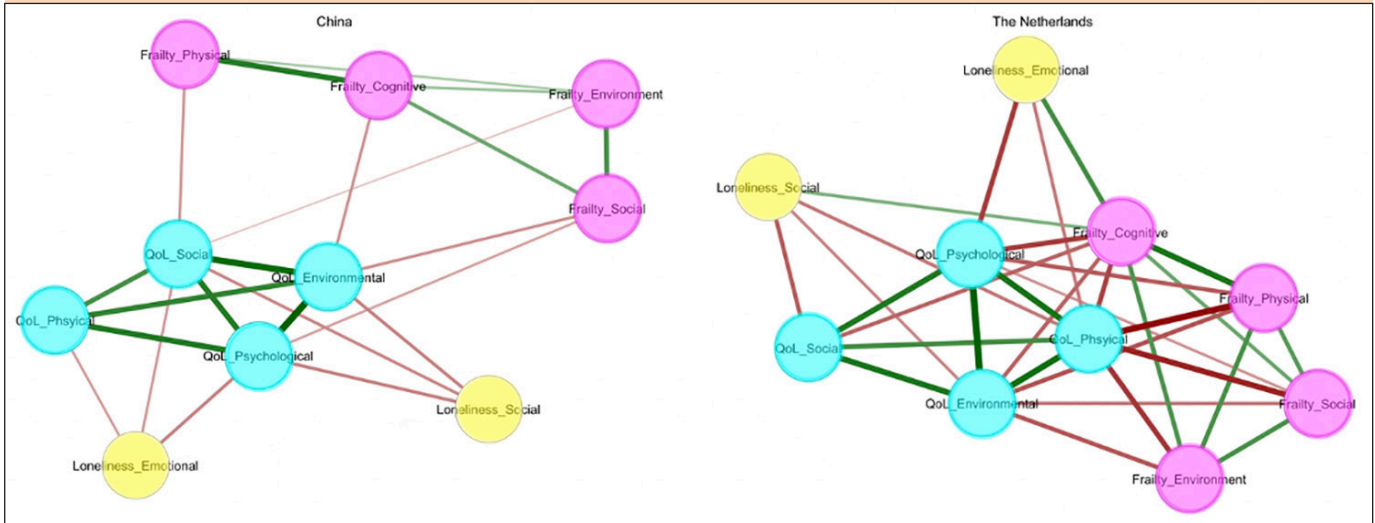 China
Frailty_Physical
Frailty_Cognitive
Frailty_Environment
Frailty_Social
QoL_Social
QoL_Environmental
QoL_Phsyical
QoL_Psychological
Loneliness_Social
Loneliness_Emotional
The Netherlands
Loneliness_Emotional
Loneliness_Social
Frailty_Cognitive
QoL_Psychological
Frailty_Physical
QoL_Social
QoL_Phsyical
QoL_Environmental
Frailty_Social
Frailty_Environment